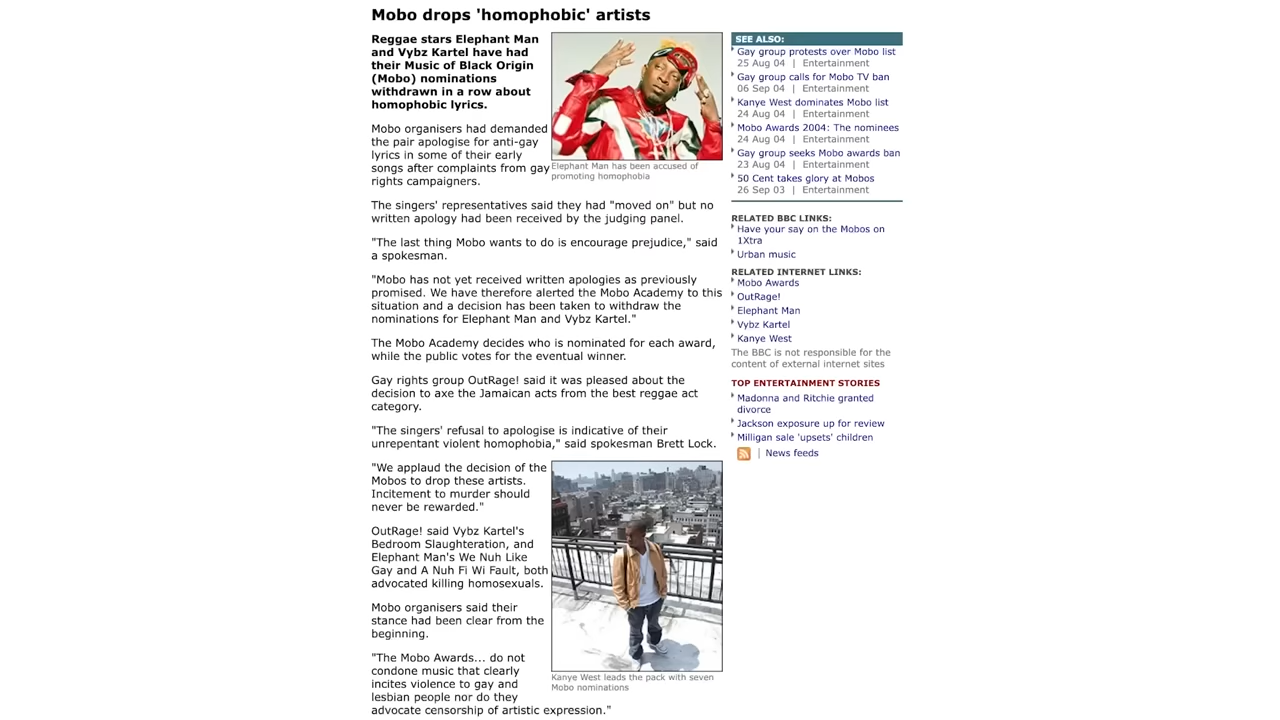 Mobo drops 'homophobic' artists
Reggae stars Elephant Man
and Vybz Kartel have had
their Music of Black Origin
(Mobo) nominations
withdrawn in a row about
homophobic lyrics.
Mobo organisers had demanded
the pair apologise for anti-gay
lyrics in some of their early
songs after complaints from gay
rights campaigners.
Elephant Man has been accused of
promoting homophobia
The singers' representatives said they had "moved on" but no
written apology had been received by the judging panel.
"The last thing Mobo wants to do is encourage prejudice," said
a spokesman.
"Mobo has not yet received written apologies as previously
promised. We have therefore alerted the Mobo Academy to this
situation and a decision has been taken to withdraw the
nominations for Elephant Man and Vybz Kartel."
The Mobo Academy decides who is nominated for each award,
while the public votes for the eventual winner.
Gay rights group OutRage! said it was pleased about the
decision to axe the Jamaican acts from the best reggae act
category.
"The singers' refusal to apologise is indicative of their
unrepentant violent homophobia," said spokesman Brett Lock.
"We applaud the decision of the
Mobos to drop these artists.
Incitement to murder should
never be rewarded."
OutRage! said Vybz Kartel's
Bedroom Slaughteration, and
Elephant Man's We Nuh Like
Gay and A Nuh Fi Wi Fault, both
advocated killing homosexuals.
Mobo organisers said their
stance had been clear from the
beginning.
"The Mobo Awards... do not
condone music that clearly
incites violence to gay and
lesbian people nor do they
advocate censorship of artistic expression."
Kanye West leads the pack with seven
Mobo nominations
SEE ALSO:
Gay group protests over Mobo list
25 Aug 04 | Entertainment
Gay group calls for Mobo TV ban
06 Sep 04 | Entertainment
Kanye West dominates Mobo list
24 Aug 04 | Entertainment
Mobo Awards 2004: The nominees
24 Aug 04 | Entertainment
Gay group seeks Mobo awards ban
23 Aug 04 | Entertainment
50 Cent takes glory at Mobos
26 Sep 03 | Entertainment
RELATED BBC LINKS:
Have your say on the Mobos on
1Xtra
Urban music
RELATED INTERNET LINKS:
Mobo Awards
OutRage!
Elephant Man
Vybz Kartel
Kanye West
The BBC is not responsible for the
content of external internet sites
TOP ENTERTAINMENT STORIES
Madonna and Ritchie granted
divorce
Jackson exposure up for review
Milligan sale 'upsets' children
| News feeds